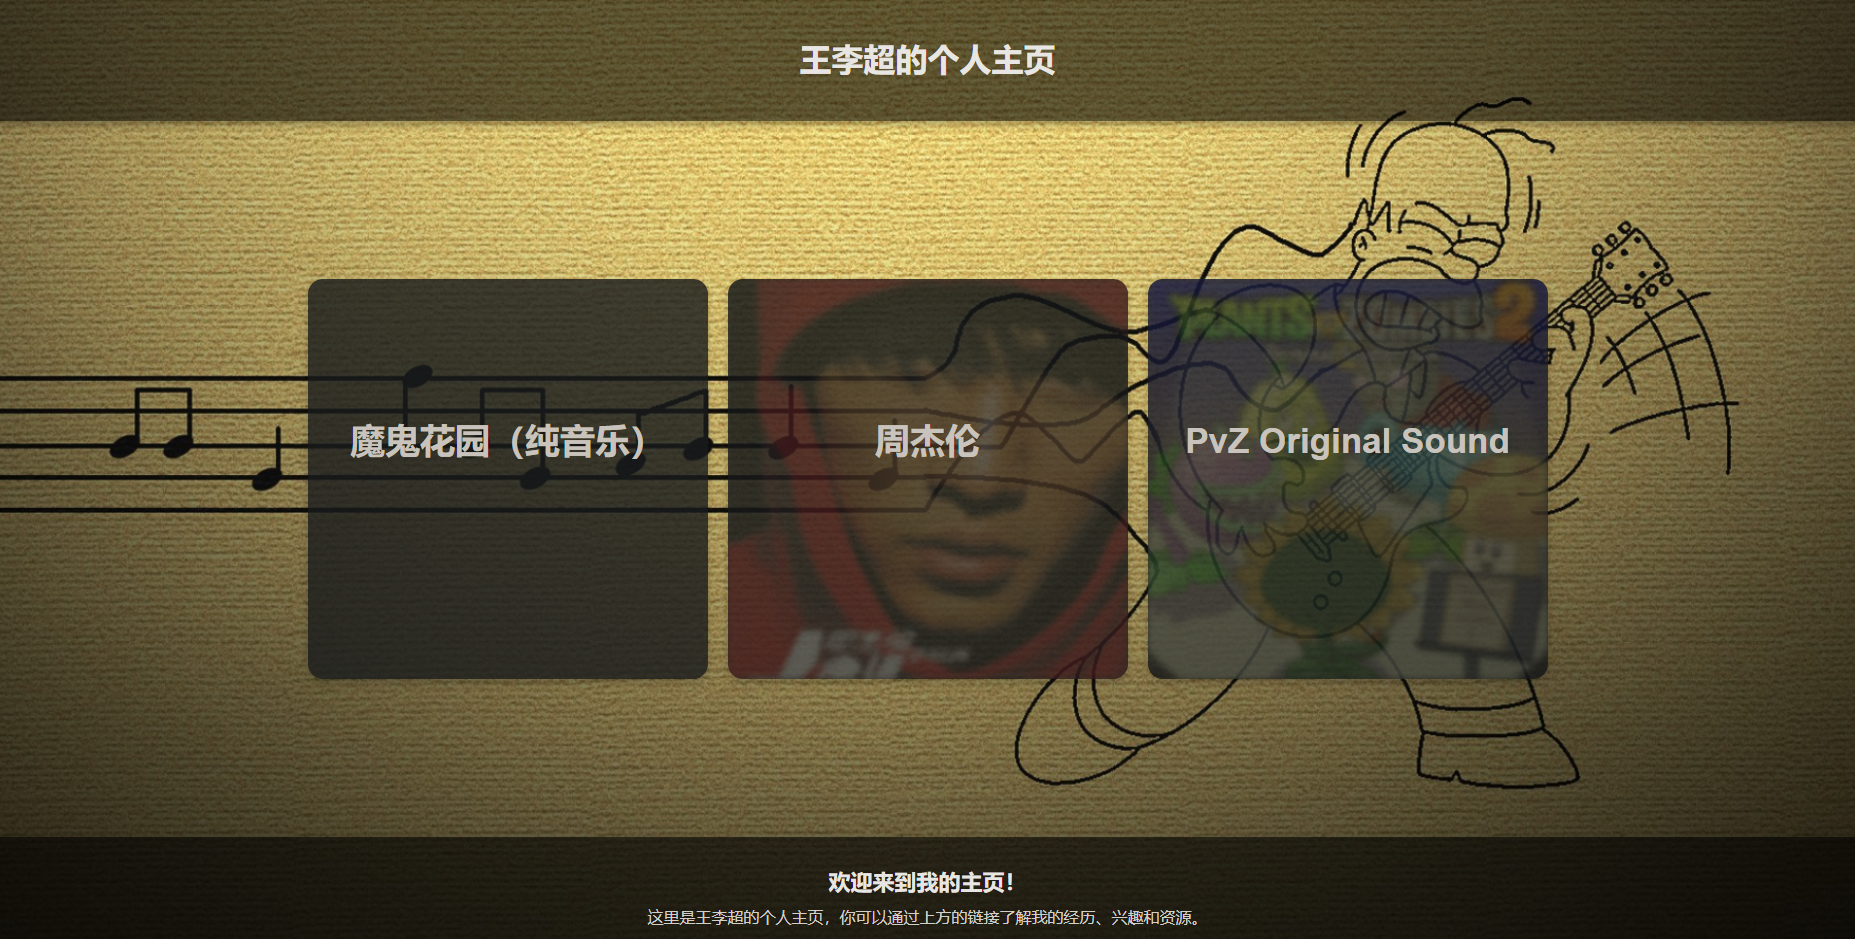 王李超的个人主页
PLANTS
ZOMBIES 2
魔鬼花园（纯音乐）
周杰伦
PvZ Original Sound
欢迎来到我的主页！
这里是王李超的个人主页，你可以通过上方的链接了解我的经历、兴趣和资源。